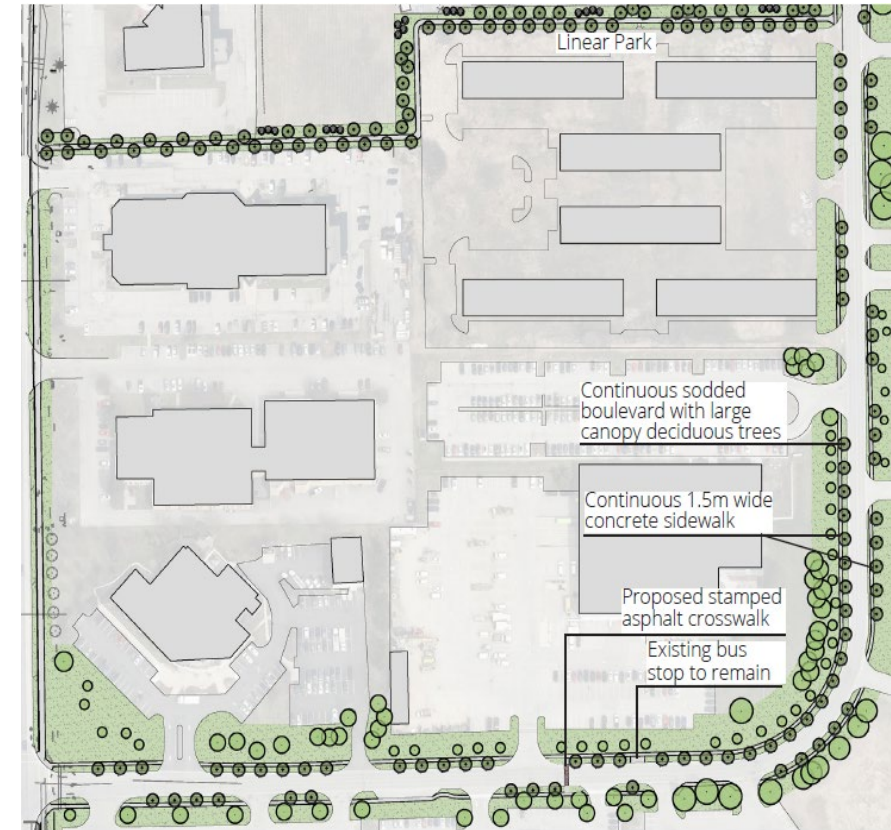 Linear Park
Continuous sodded
boulevard with large
canopy deciduous trees
Continuous 1.5m wide
concrete sidewalk
Proposed stamped
asphalt crosswalk
Existing bus
stop to remain